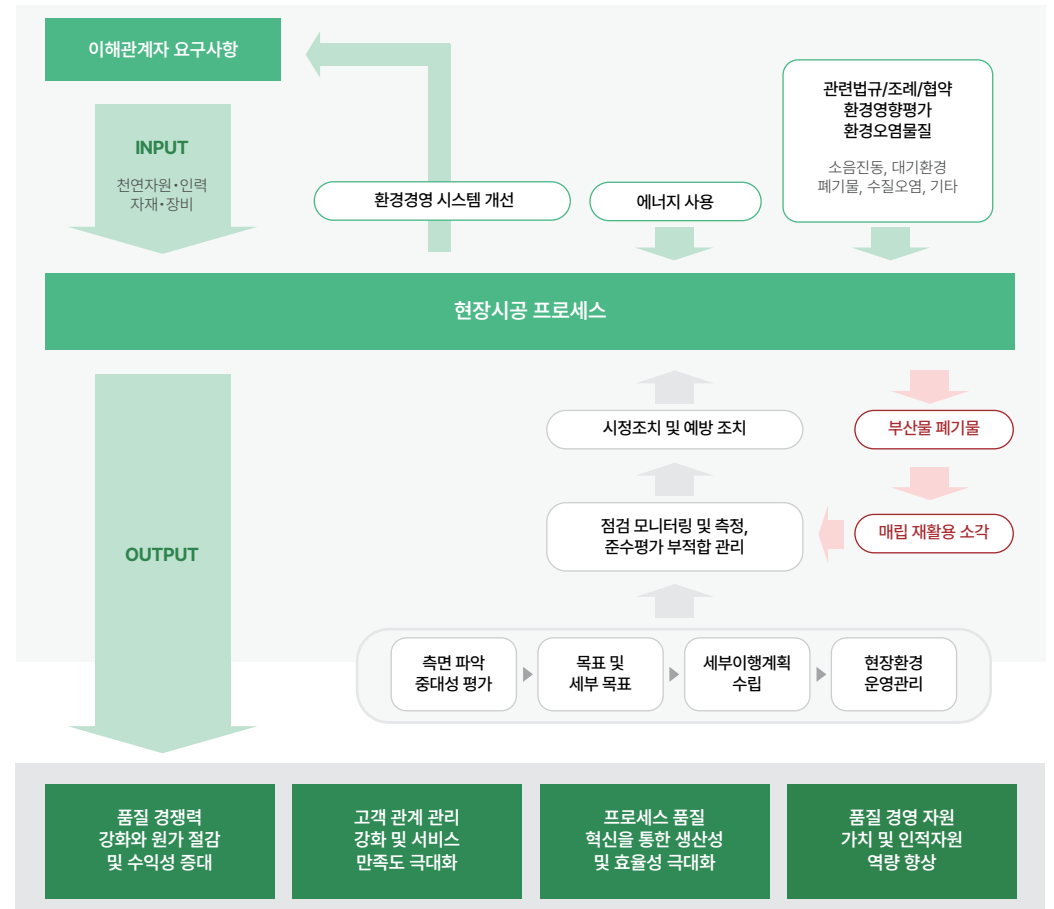 이해관계자 요구사항
INPUT
천연자원·인력
자재·장비
환경경영 시스템 개선
에너지 사용
관련법규/조례/협약
환경영향평가
환경오염물질
소음진동, 대기환경
폐기물, 수질오염, 기타
현장시공 프로세스
OUTPUT
시정조치 및 예방 조치
부산물 폐기물
점검 모니터링 및 측정,
준수평가 부적합 관리
매립 재활용 소각
측면 파악
중대성 평가
목표 및
세부 목표
세부이행계획
수립
현장환경
운영관리
품질 경쟁력
강화와 원가 절감
및 수익성 증대
고객 관계 관리
강화 및 서비스
만족도 극대화
프로세스 품질
혁신을 통한 생산성
및 효율성 극대화
품질 경영 자원
가치 및 인적자원
역량 향상